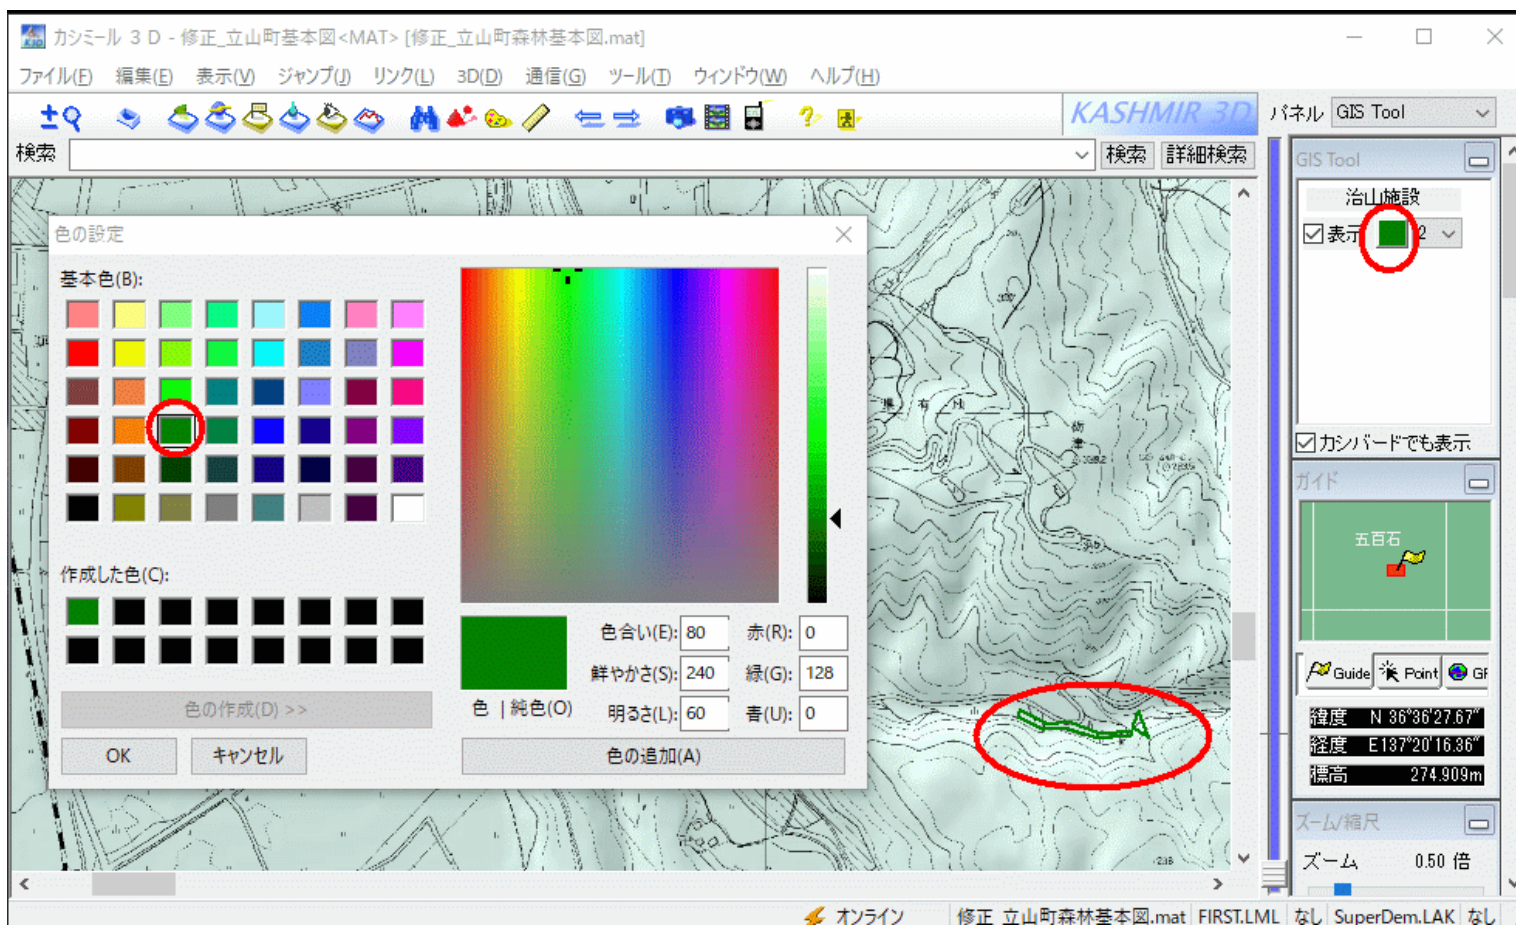 カシミール 3D - 修正_立山町基本図<MAT> [修正_立山町森林基本図.mat]
ファイル(F) 編集(E) 表示(V) ジャンプ(J) リンク(L) 3D(D) 通信(G) ツール(T) ウィンドウ(W) ヘルプ(H)
KASHMIR 3D
パネル GIS Tool
検索 検索 詳細検索
GIS Tool
治山施設
表示 2
カシバードでも表示
色の設定
基本色(B):
作成した色(C):
色の作成(D) >>
OK キャンセル
色 | 純色(O)
色合い(E): 80 赤(R): 0
鮮やかさ(S): 240 緑(G): 128
明るさ(L): 60 青(U): 0
色の追加(A)
県有地
ガイド
五百石
Guide Point GF
緯度 N 36°36'27.67"
経度 E137°20'16.36"
標高 274.909m
ズーム/縮尺
ズーム 0.50 倍
オンライン 修正_立山町森林基本図.mat FIRST.LML なし SuperDem.LAK なし